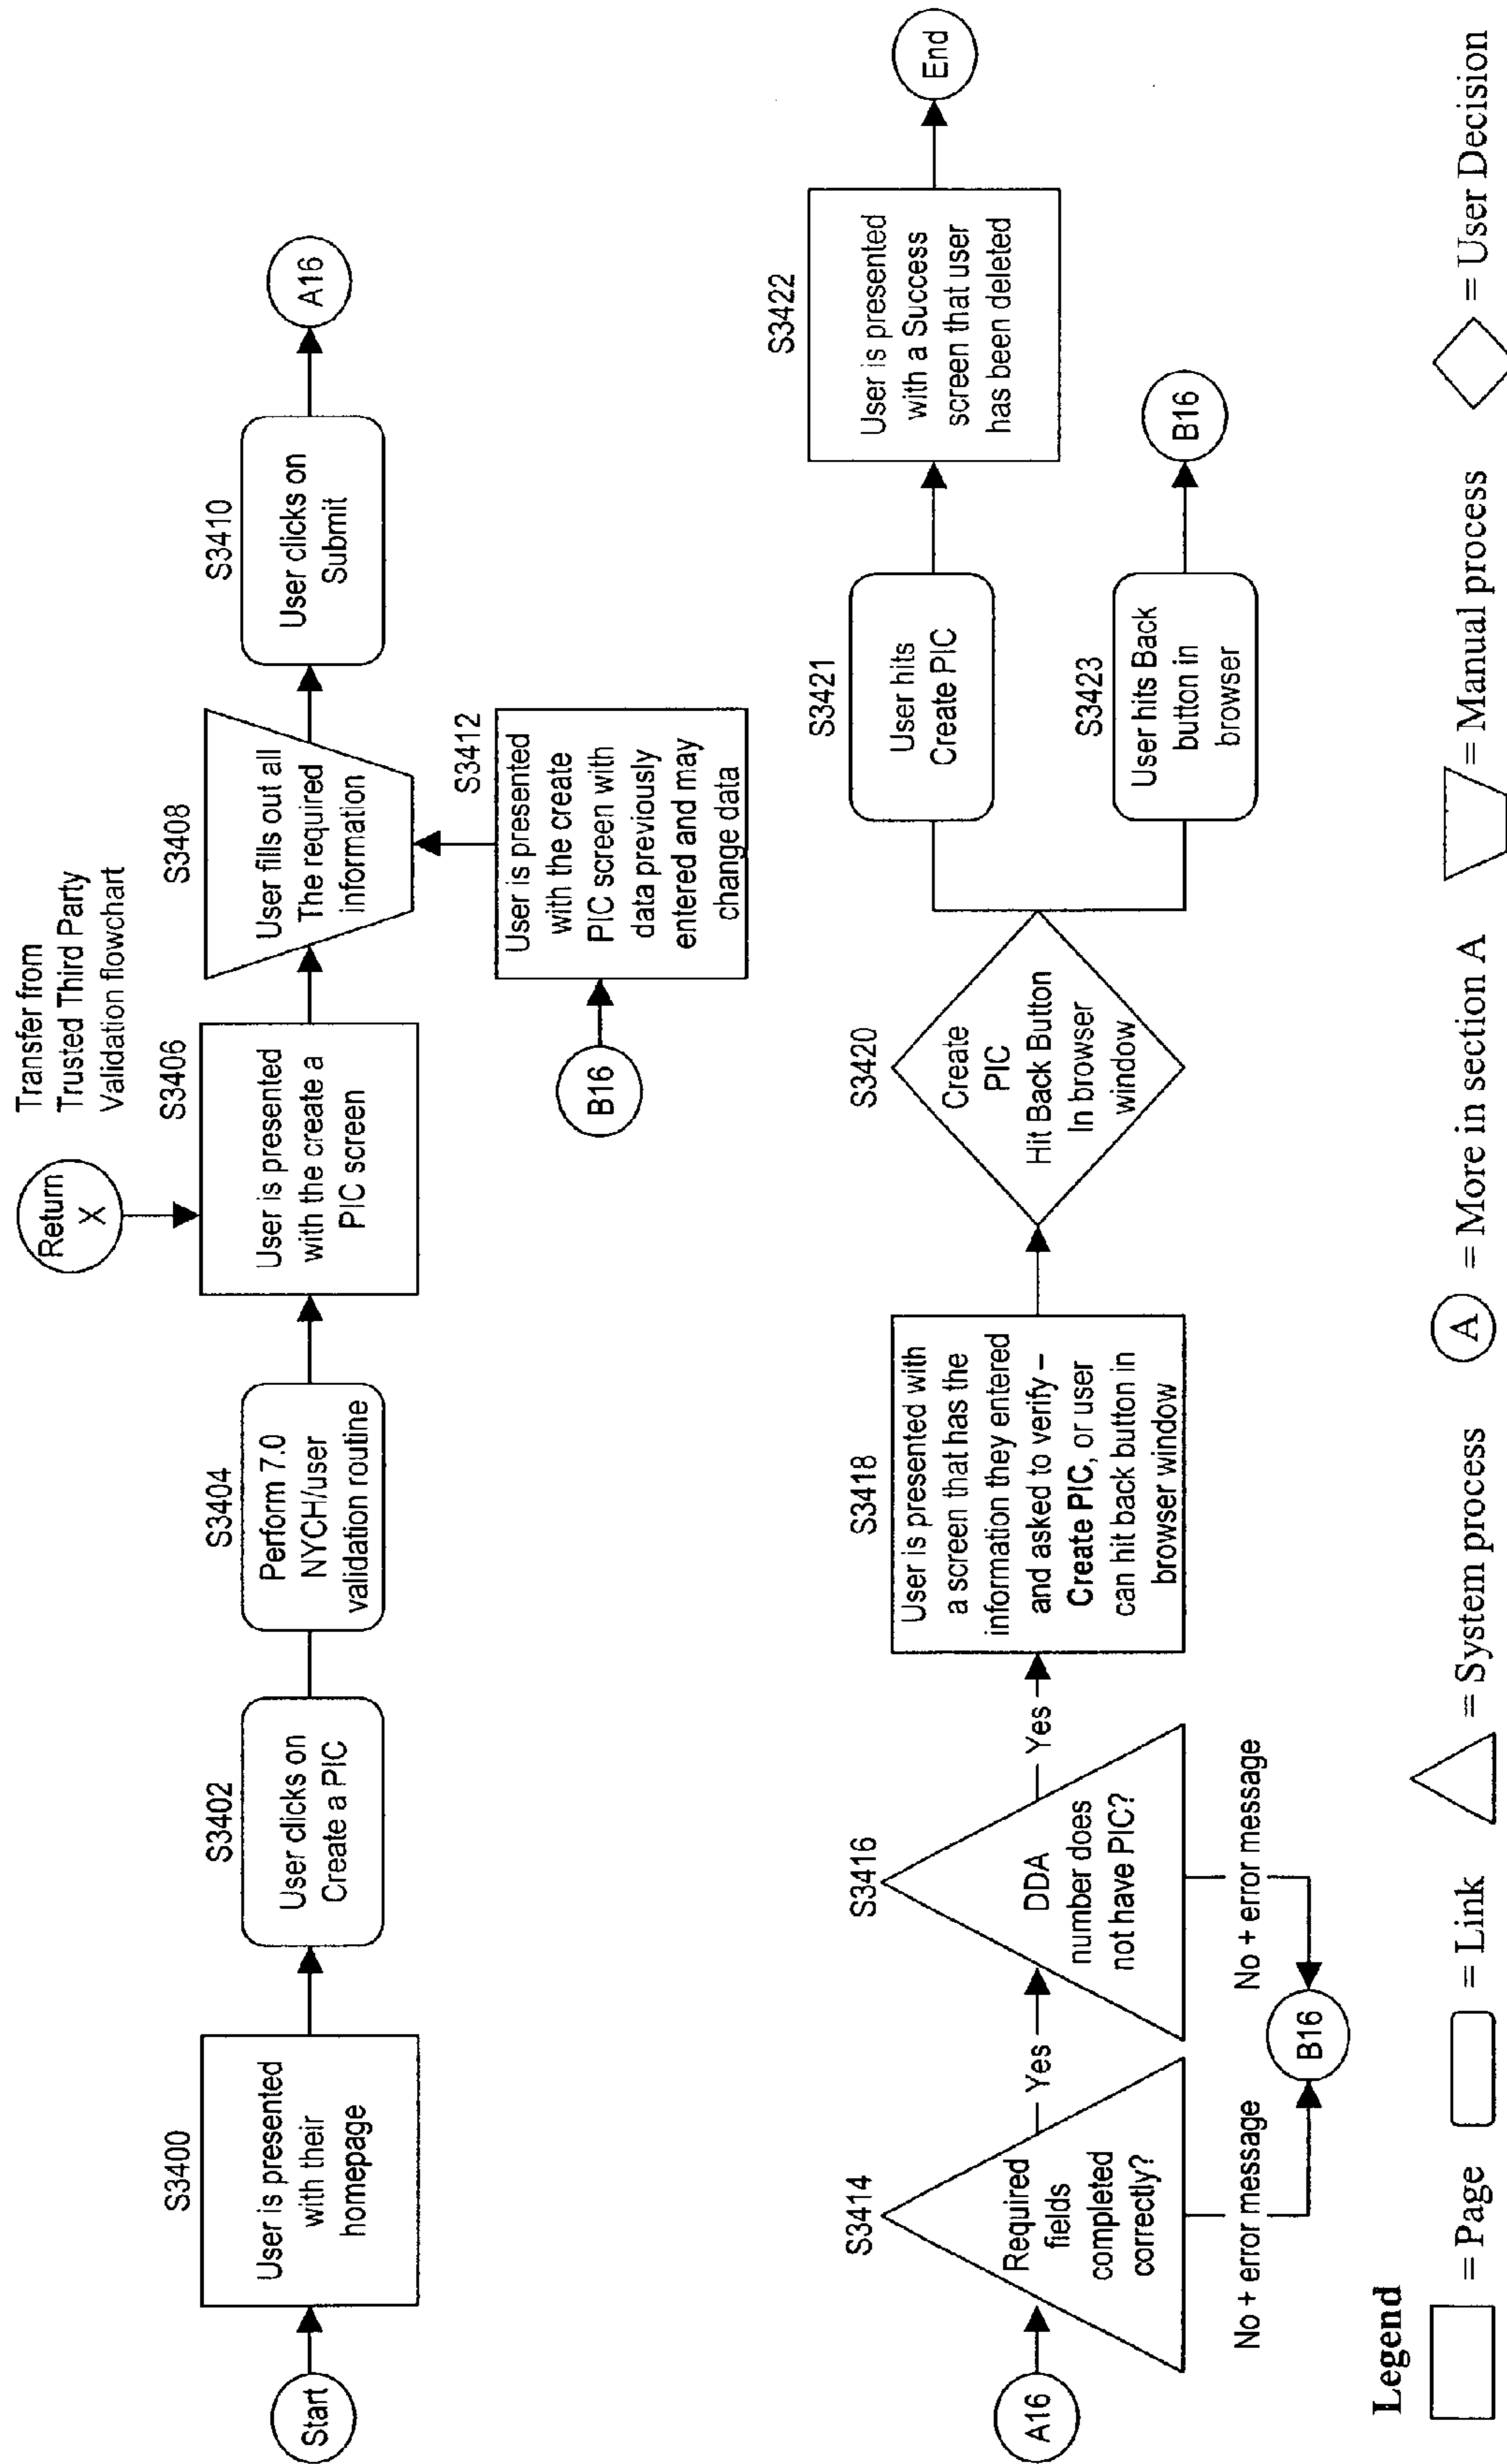 Transfer from
Trusted Third Party
Validation flowchart
Return
X
Start
S3400
User is presented
with their
homepage
S3402
User clicks on
Create a PIC
S3404
Perform 7.0
NYCH/user
validation routine
S3406
User is presented
with the create a
PIC screen
S3408
User fills out all
The required
information
S3410
User clicks on
Submit
A16
B16
S3412
User is presented
with the create
PIC screen with
data previously
entered and may
change data
A16
S3414
Required
fields
completed
correctly?
Yes
No + error message
S3416
DDA
number does
not have PIC?
Yes
No + error message
B16
S3418
User is presented with
a screen that has the
information they entered
and asked to verify –
Create PIC, or user
can hit back button in
browser window
S3420
Create
PIC
Hit Back Button
In browser
window
S3421
User hits
Create PIC
S3422
User is presented
with a Success
screen that user
has been deleted
End
S3423
User hits Back
button in
browser
B16
Legend
= Page
= Link
= System process
A = More in section A
= Manual process
= User Decision